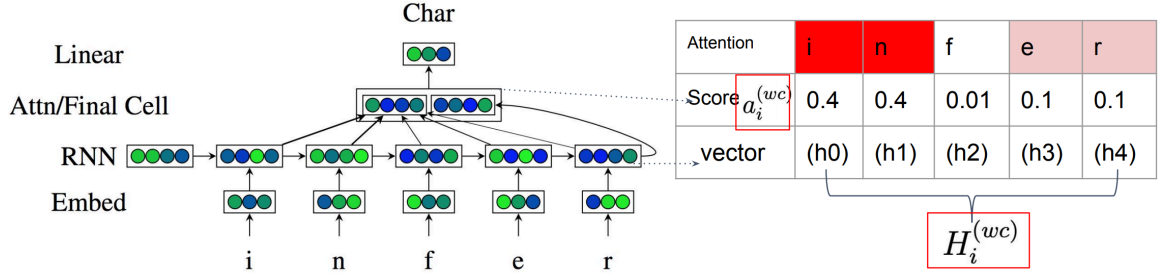 Char
Linear
Attn/Final Cell
RNN
Embed
i n f e r
Attention i n f e r
Score a_i^{(wc)} 0.4 0.4 0.01 0.1 0.1
vector (h0) (h1) (h2) (h3) (h4)
H_i^{(wc)}